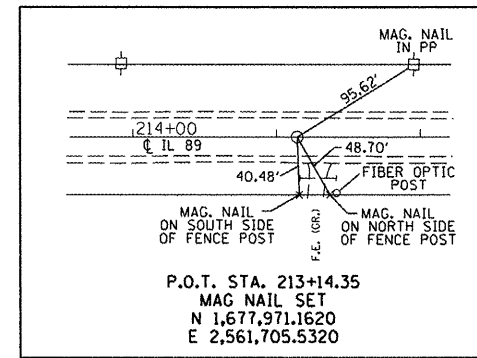 MAG. NAIL
IN PP
95.62'
214+00
℄ IL 89
48.70'
40.48'
FIBER OPTIC
POST
MAG. NAIL
ON SOUTH SIDE
OF FENCE POST
F.E. (GR.)
MAG. NAIL
ON NORTH SIDE
OF FENCE POST
P.O.T. STA. 213+14.35
MAG NAIL SET
N 1,677,971.1620
E 2,561,705.5320